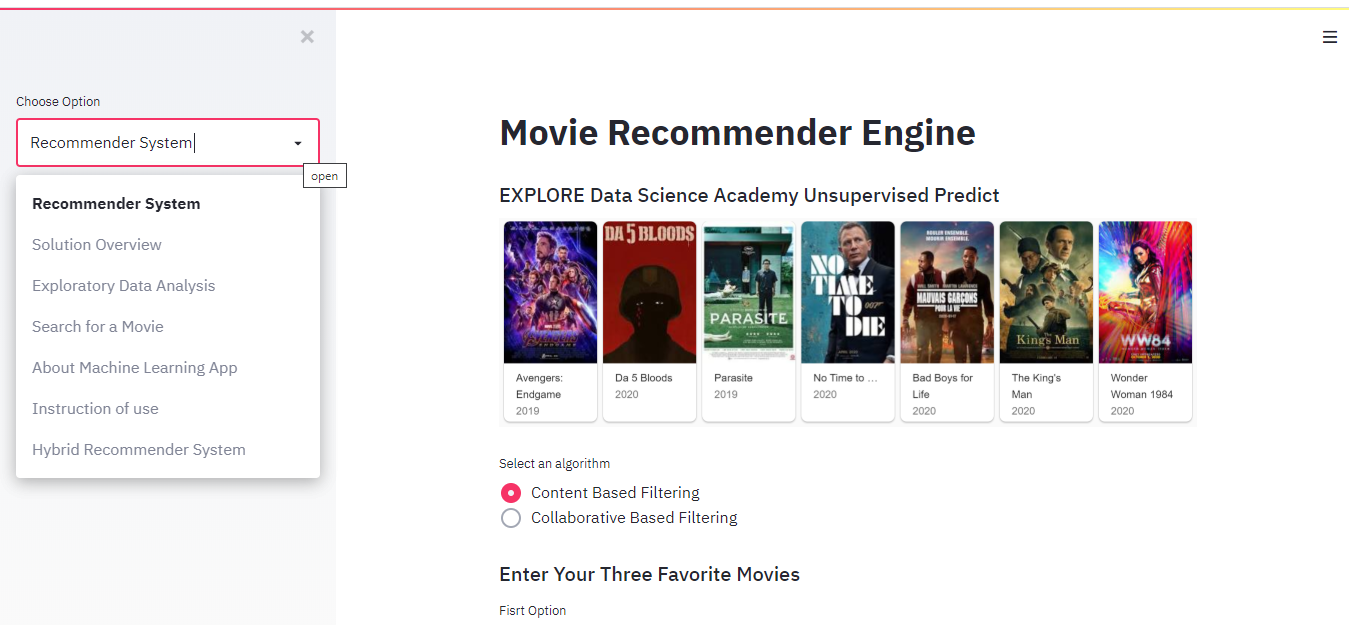 ×
Choose Option
Recommender System
open
Recommender System
Solution Overview
Exploratory Data Analysis
Search for a Movie
About Machine Learning App
Instruction of use
Hybrid Recommender System
Movie Recommender Engine
EXPLORE Data Science Academy Unsupervised Predict
DA 5 BLOODS
PARASITE
NO
TIME
TO
DIE
007
MAUVAIS GARÇONS
POUR LA VIE
The
King's Man
WW84
Avengers:
Endgame
2019
Da 5 Bloods
2020
Parasite
2019
No Time to ...
2020
Bad Boys for
Life
2020
The King's
Man
2020
Wonder
Woman 1984
2020
Select an algorithm
Content Based Filtering
Collaborative Based Filtering
Enter Your Three Favorite Movies
Fisrt Option